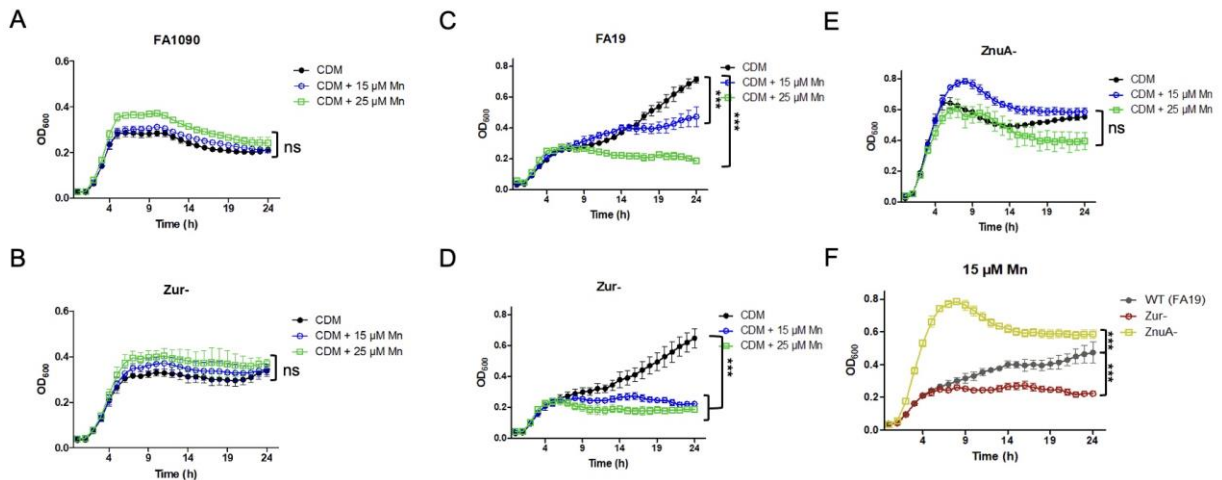 A
FA1090
OD600
0.6
0.4
0.2
0.0
4 9 14 19 24
Time (h)
CDM
CDM + 15 µM Mn
CDM + 25 µM Mn
ns
B
Zur-
OD600
0.6
0.4
0.2
0.0
4 9 14 19 24
Time (h)
CDM
CDM + 15 µM Mn
CDM + 25 µM Mn
ns
C
FA19
OD600
0.8
0.6
0.4
0.2
0.0
4 9 14 19 24
Time (h)
CDM
CDM + 15 µM Mn
CDM + 25 µM Mn
***
***
D
Zur-
OD600
0.8
0.6
0.4
0.2
0.0
4 9 14 19 24
Time (h)
CDM
CDM + 15 µM Mn
CDM + 25 µM Mn
***
E
ZnuA-
OD600
0.8
0.6
0.4
0.2
0.0
4 9 14 19 24
Time (h)
CDM
CDM + 15 µM Mn
CDM + 25 µM Mn
ns
F
15 µM Mn
OD600
0.8
0.6
0.4
0.2
0.0
4 9 14 19 24
Time (h)
WT (FA19)
Zur-
ZnuA-
***
***